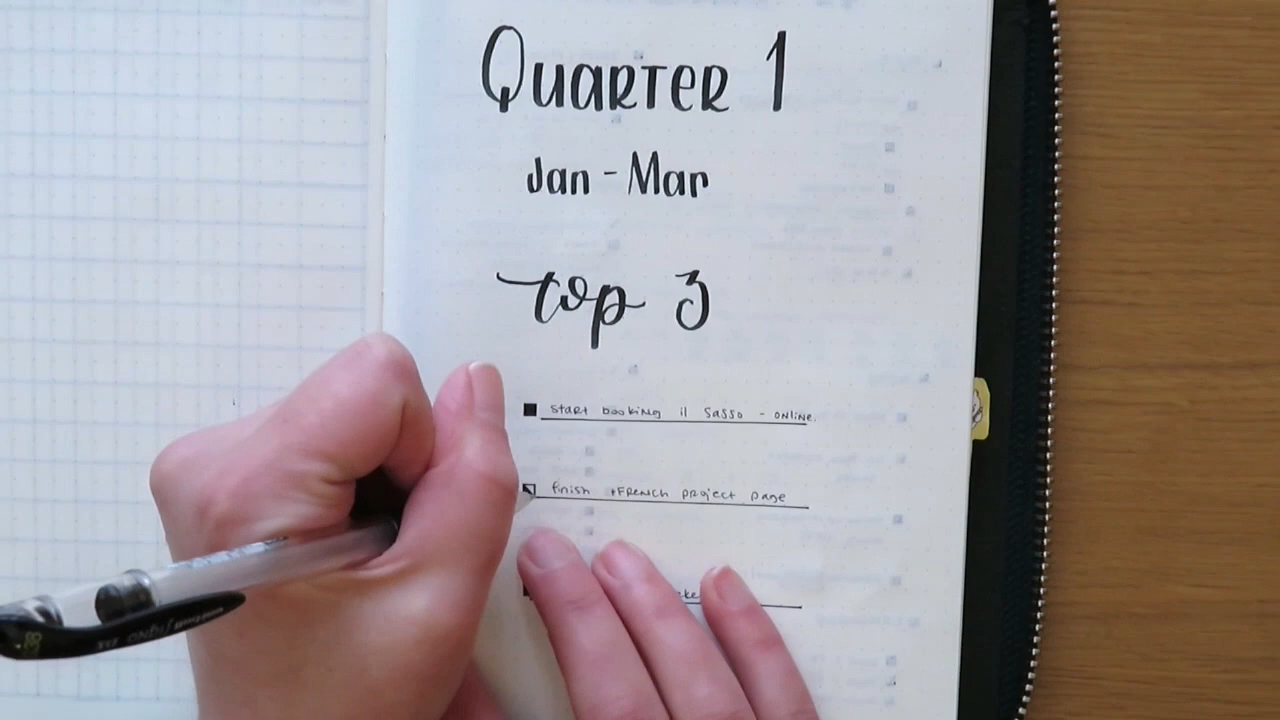 Quarter 1
Jan - Mar
top 3
start booking il sasso - online.
finish +French project page